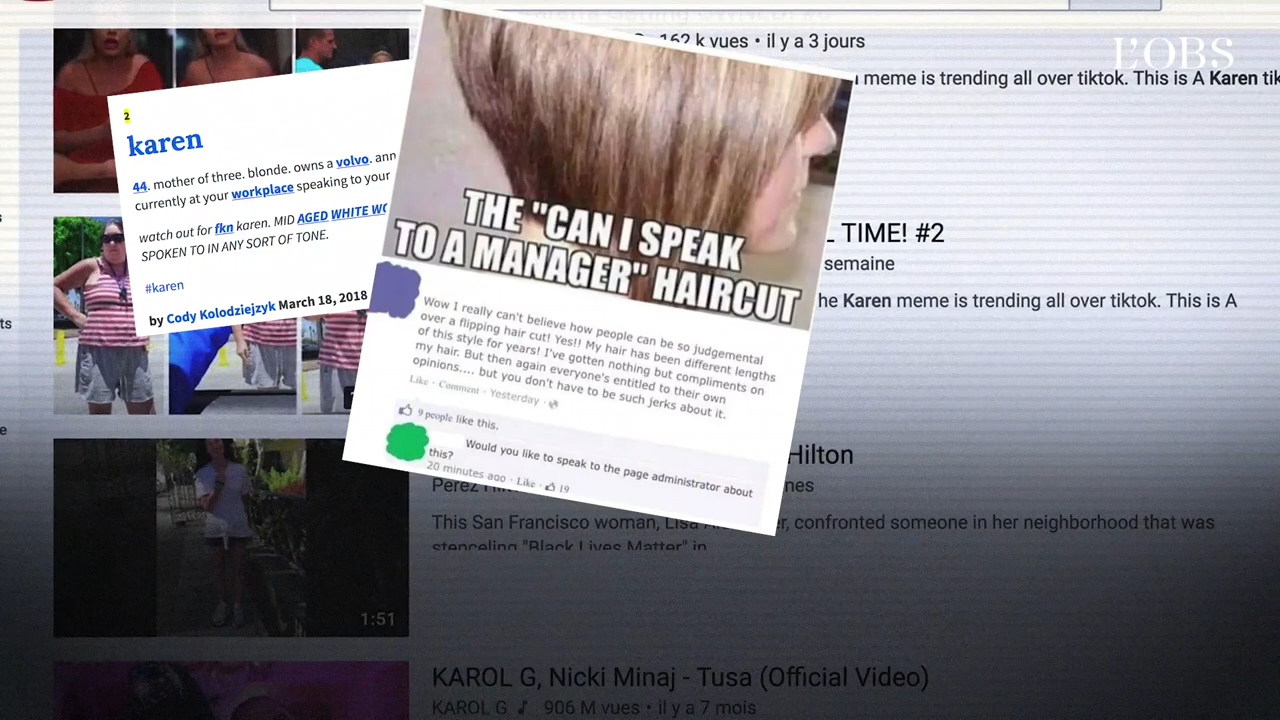 162 k vues • il y a 3 jours
L'OBS
meme is trending all over tiktok. This is A Karen tik
2
karen
44. mother of three. blonde. owns a volvo. ann
currently at your workplace speaking to your
watch out for fkn karen. MID AGED WHITE WO
SPOKEN TO IN ANY SORT OF TONE.
#karen
by Cody Kolodziejzyk March 18, 2018
THE "CAN I SPEAK
TO A MANAGER" HAIRCUT
Wow I really can't believe how people can be so judgemental
over a flipping hair cut! Yes!! My hair has been different lengths
of this style for years! I've gotten nothing but compliments on
my hair. But then again everyone's entitled to their own
opinions.... but you don't have to be such jerks about it.
Like · Comment · Yesterday ·
9 people like this.
Would you like to speak to the page administrator about
this?
20 minutes ago · Like · 19
TIME! #2
semaine
he Karen meme is trending all over tiktok. This is A
ts
e
Hilton
Perez
nes
This San Francisco woman, Lisa r, confronted someone in her neighborhood that was
stenceling "Black Lives Matter" in
1:51
KAROL G, Nicki Minaj - Tusa (Official Video)
KAROL G 906 M vues • il y a 7 mois